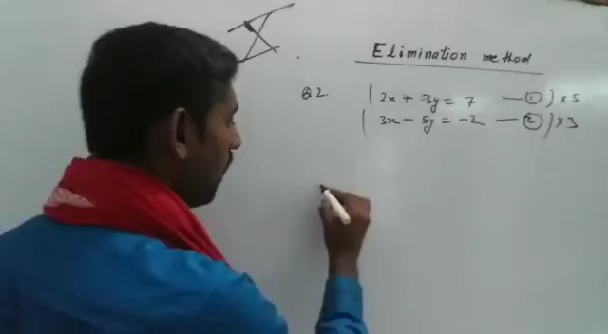 Elimination method
Q2. ( 2x + 3y = 7 —① ) × 5
( 3x - 5y = -2 —② ) × 3